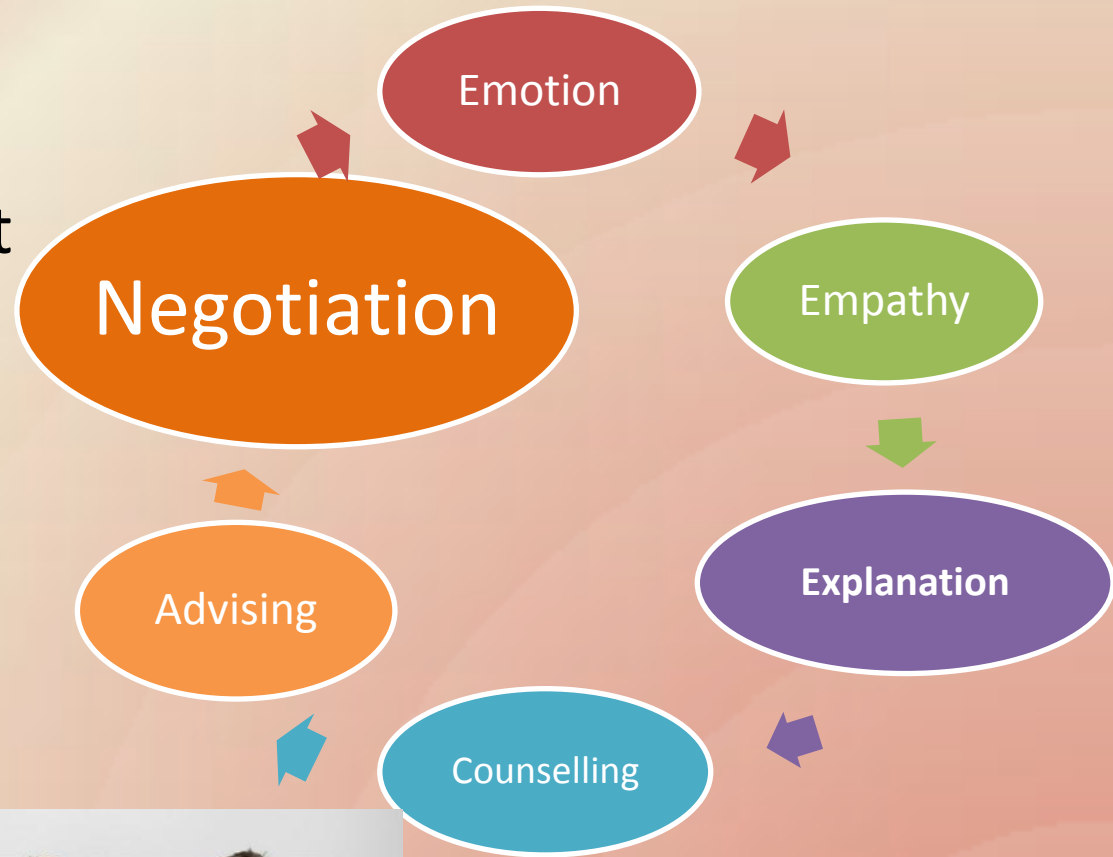 Emotion
Negotiation
Empathy
Explanation
Advising
Counselling